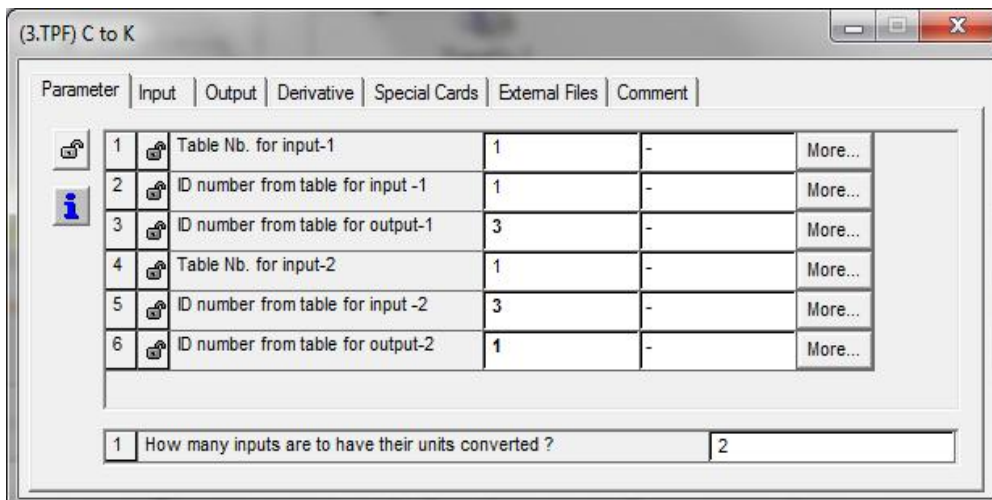 (3.TPF) C to K
Parameter Input Output Derivative Special Cards External Files Comment
1 Table Nb. for input-1 1 - More...
2 ID number from table for input -1 1 - More...
3 ID number from table for output-1 3 - More...
4 Table Nb. for input-2 1 - More...
5 ID number from table for input -2 3 - More...
6 ID number from table for output-2 1 - More...
1 How many inputs are to have their units converted ? 2